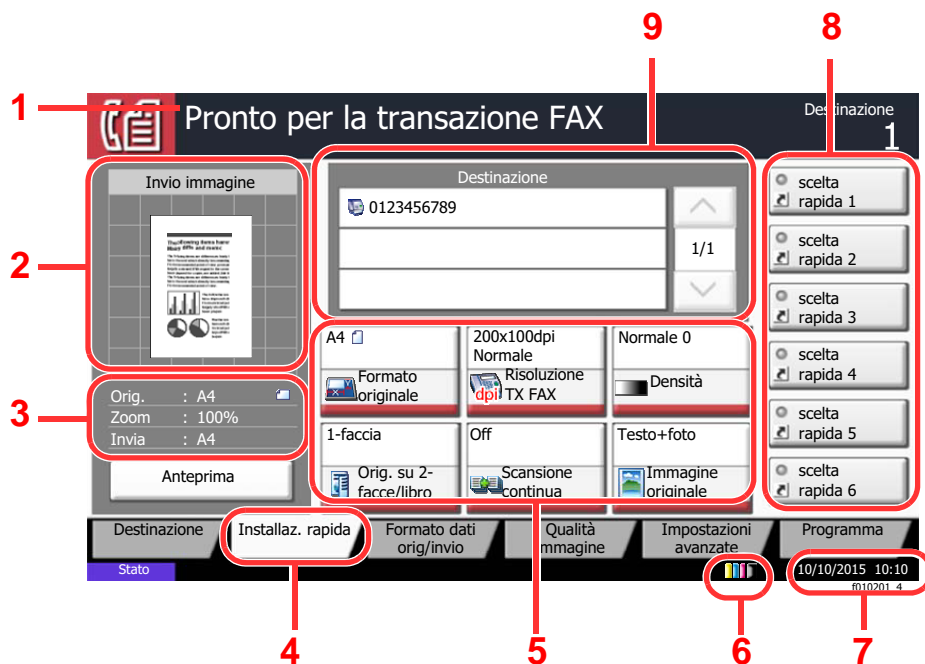 9
8
1
Pronto per la transazione FAX
Destinazione
1
Invio immagine
2
Destinazione
0123456789
1/1
scelta
rapida 1
scelta
rapida 2
scelta
rapida 3
scelta
rapida 4
scelta
rapida 5
scelta
rapida 6
3
Orig. : A4
Zoom : 100%
Invia : A4
Anteprima
A4
Formato
originale
200x100dpi
Normale
dpi
Risoluzione
TX FAX
Normale 0
Densità
1-faccia
Orig. su 2-
facce/libro
Off
Scansione
continua
Testo+foto
Immagine
originale
Destinazione
Installaz. rapida
Formato dati
orig/invio
Qualità
immagine
Impostazioni
avanzate
Programma
Stato
10/10/2015 10:10
f010201_4
4
5
6
7